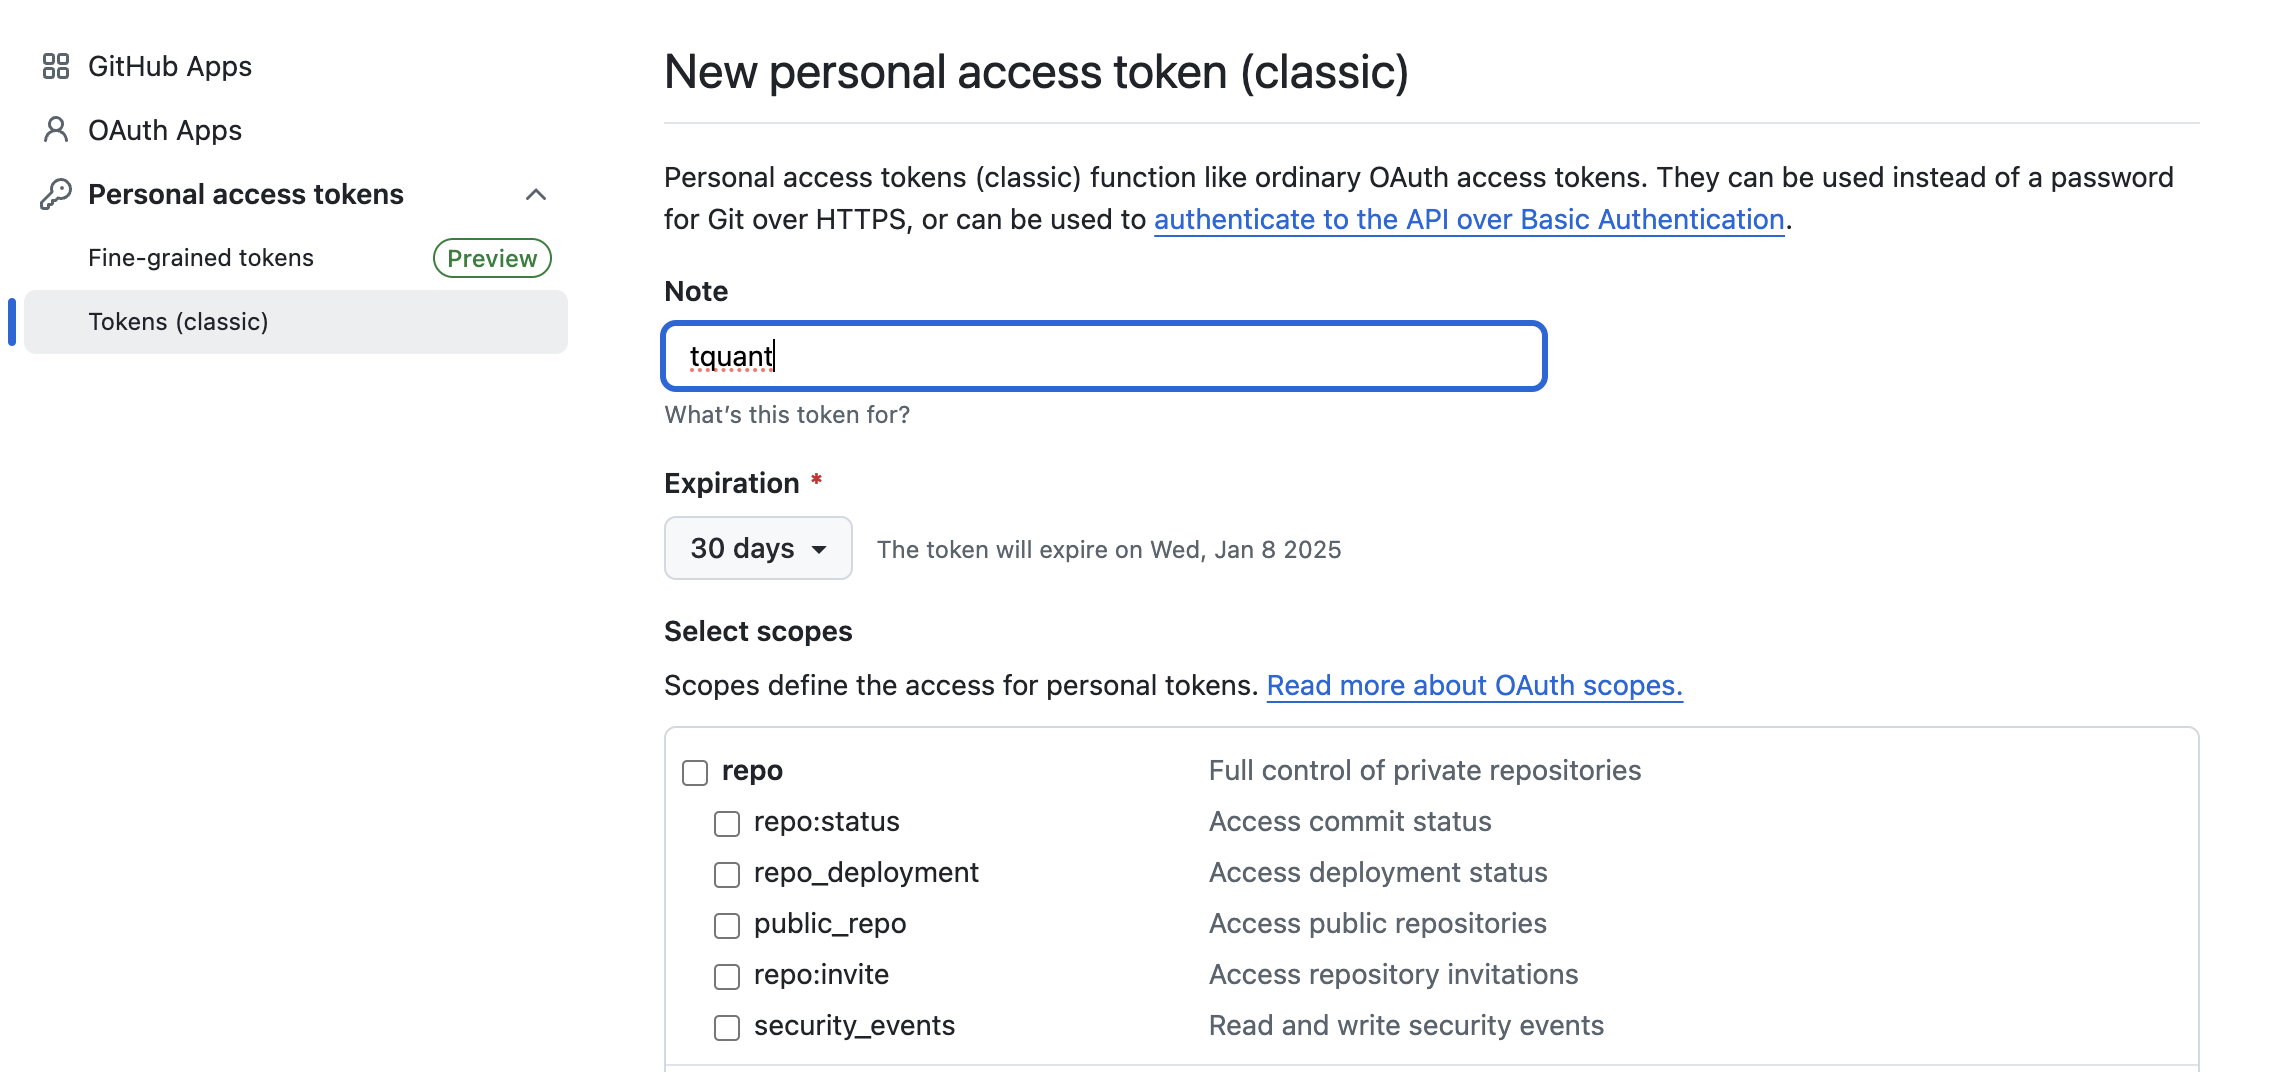 GitHub Apps
OAuth Apps
Personal access tokens
Fine-grained tokens Preview
Tokens (classic)
New personal access token (classic)
Personal access tokens (classic) function like ordinary OAuth access tokens. They can be used instead of a password
for Git over HTTPS, or can be used to authenticate to the API over Basic Authentication.
Note
tquant
What's this token for?
Expiration *
30 days The token will expire on Wed, Jan 8 2025
Select scopes
Scopes define the access for personal tokens. Read more about OAuth scopes.
repo Full control of private repositories
repo:status Access commit status
repo_deployment Access deployment status
public_repo Access public repositories
repo:invite Access repository invitations
security_events Read and write security events